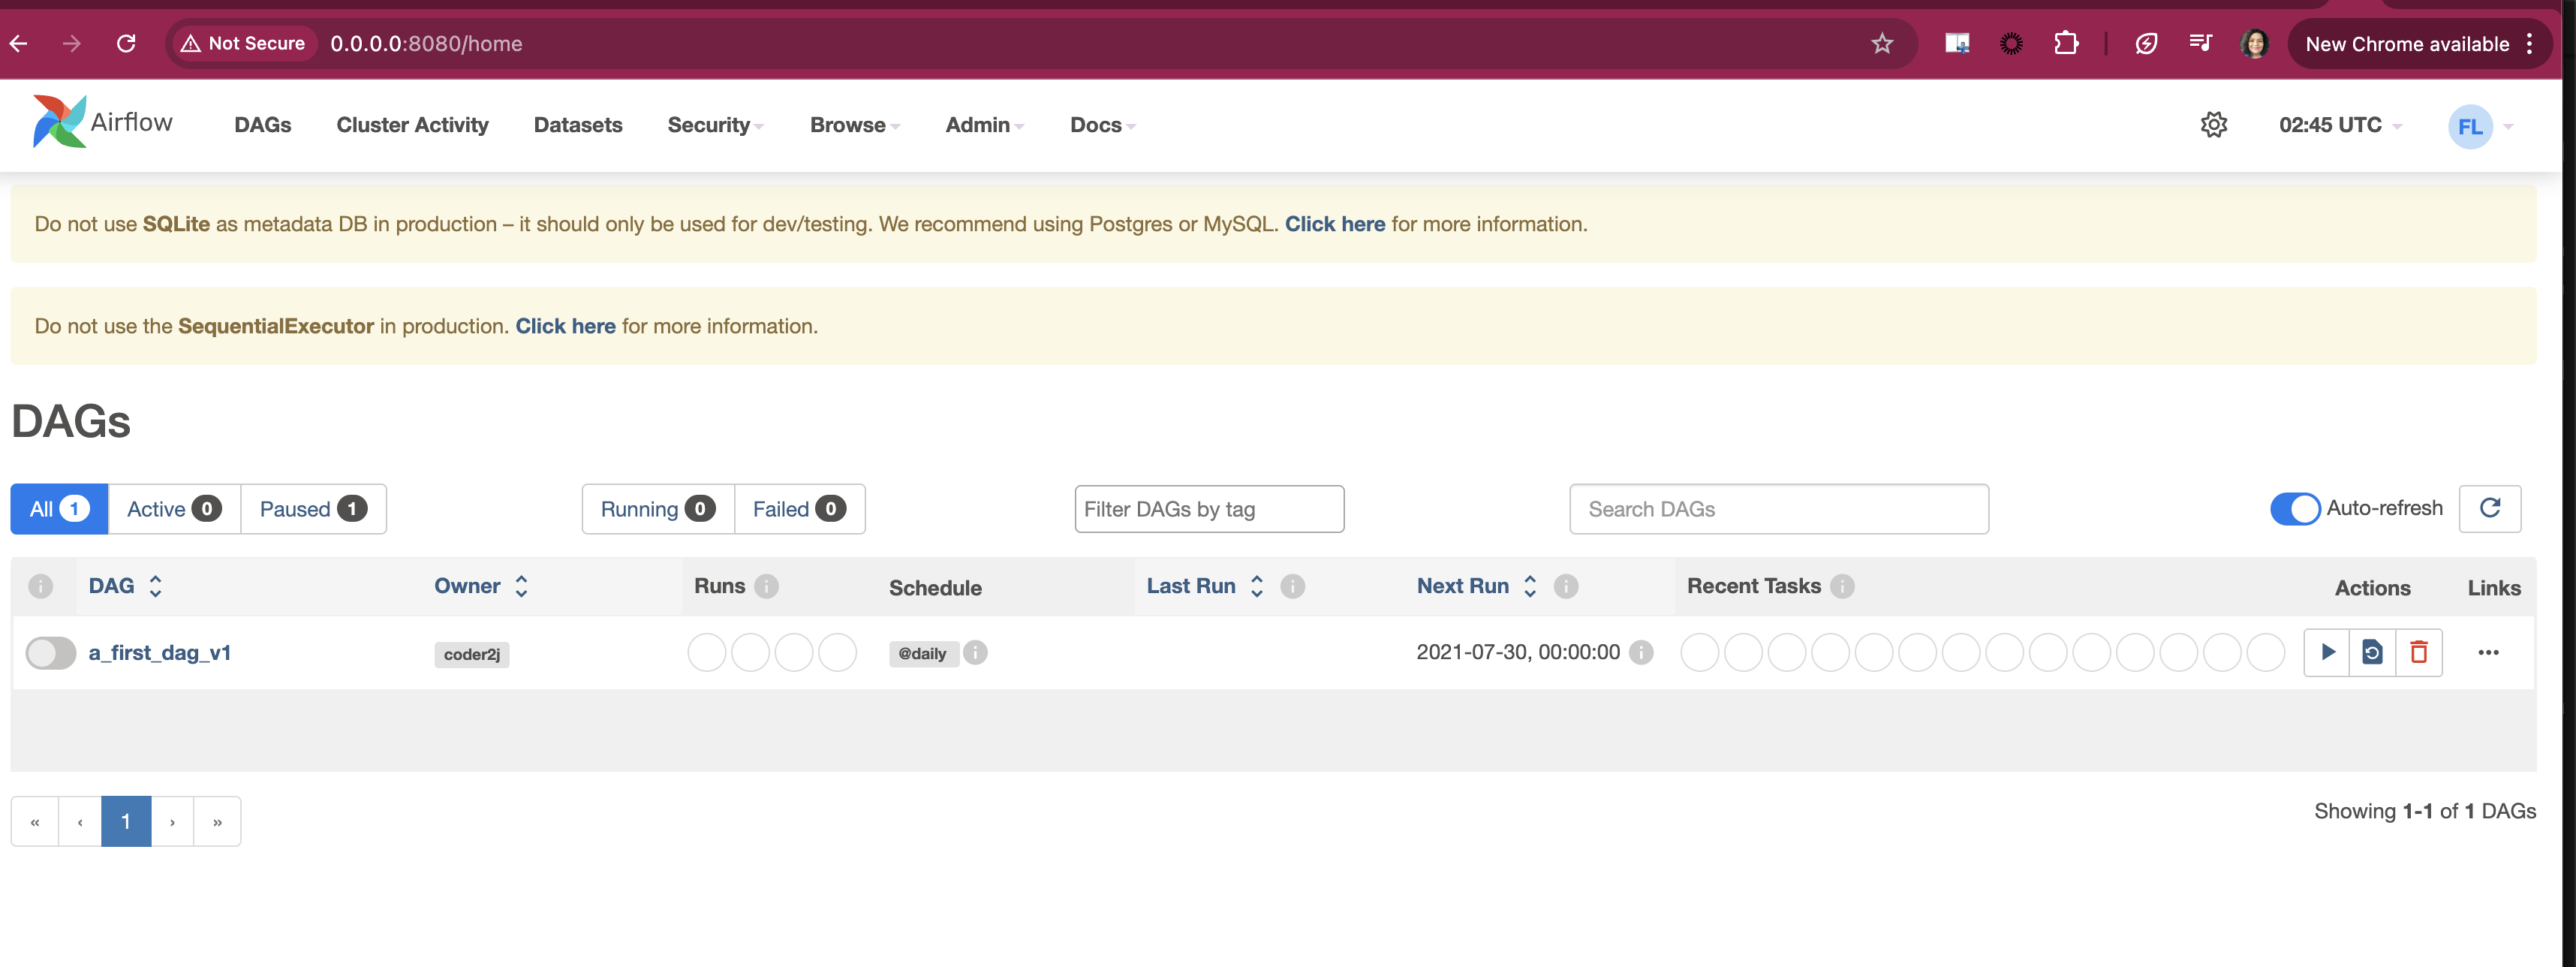 Not Secure 0.0.0.0:8080/home New Chrome available
Airflow DAGs Cluster Activity Datasets Security Browse Admin Docs 02:45 UTC FL
Do not use SQLite as metadata DB in production – it should only be used for dev/testing. We recommend using Postgres or MySQL. Click here for more information.
Do not use the SequentialExecutor in production. Click here for more information.
DAGs
All 1 Active 0 Paused 1 Running 0 Failed 0 Filter DAGs by tag Search DAGs Auto-refresh
i DAG Owner Runs i Schedule Last Run i Next Run i Recent Tasks i Actions Links
a_first_dag_v1 coder2j @daily i 2021-07-30, 00:00:00 i ...
« ‹ 1 › » Showing 1-1 of 1 DAGs